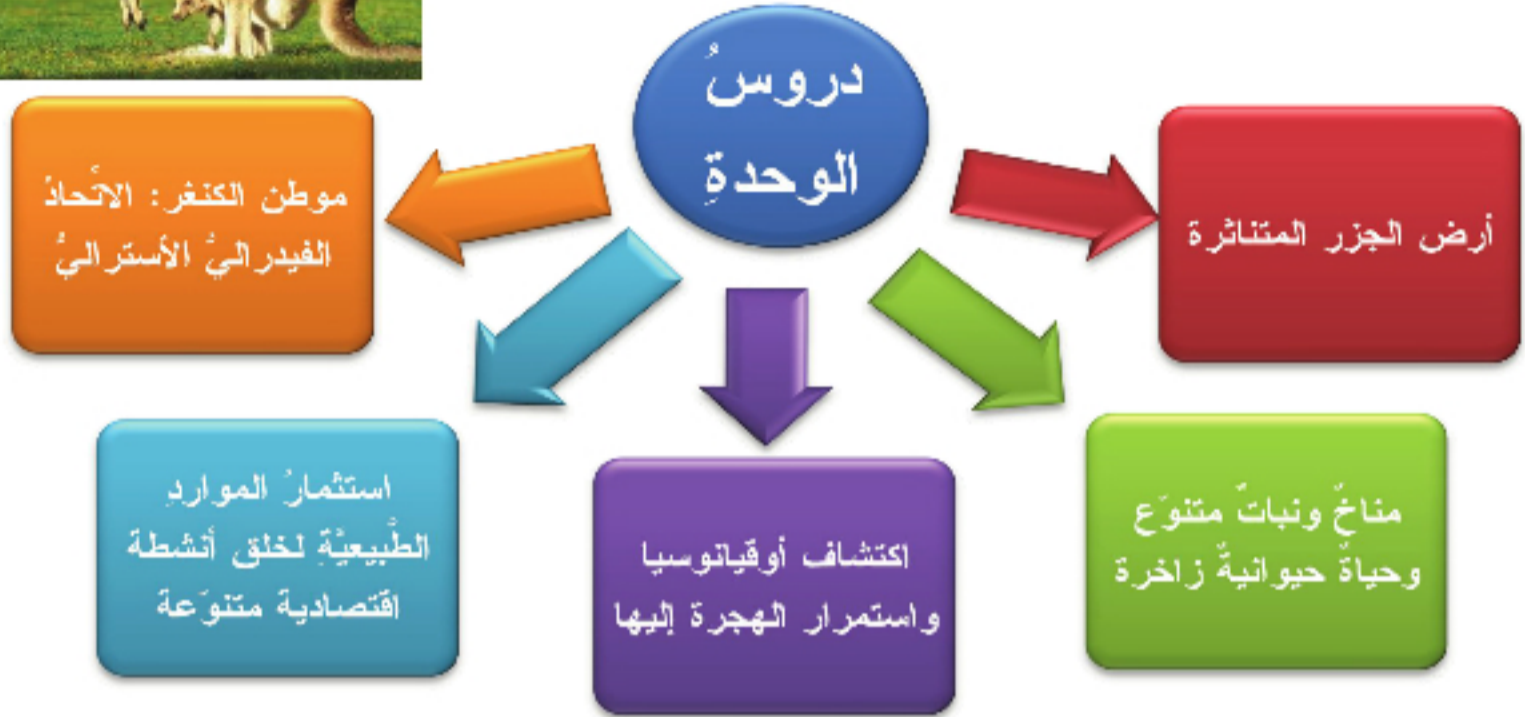 دروسُ
الوحدةِ
أرض الجزر المتناثرة
مناخٌ ونباتٌ متنوّع
وحياةٌ حيوانيةٌ زاخرة
اكتشاف أوقيانوسيا
واستمرار الهجرة إليها
استثمارُ المواردِ
الطَّبيعيَّةِ لخلق أنشطة
اقتصادية متنوّعة
موطن الكنغر: الاتّحادُ
الفيدراليُّ الأستراليُّ